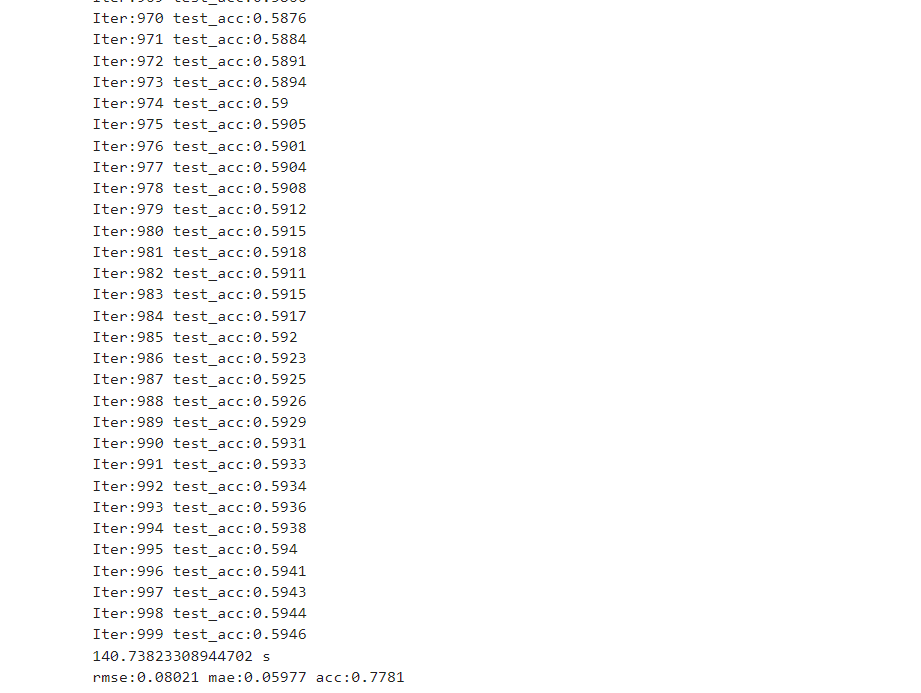 Iter:970 test_acc:0.5876
Iter:971 test_acc:0.5884
Iter:972 test_acc:0.5891
Iter:973 test_acc:0.5894
Iter:974 test_acc:0.59
Iter:975 test_acc:0.5905
Iter:976 test_acc:0.5901
Iter:977 test_acc:0.5904
Iter:978 test_acc:0.5908
Iter:979 test_acc:0.5912
Iter:980 test_acc:0.5915
Iter:981 test_acc:0.5918
Iter:982 test_acc:0.5911
Iter:983 test_acc:0.5915
Iter:984 test_acc:0.5917
Iter:985 test_acc:0.592
Iter:986 test_acc:0.5923
Iter:987 test_acc:0.5925
Iter:988 test_acc:0.5926
Iter:989 test_acc:0.5929
Iter:990 test_acc:0.5931
Iter:991 test_acc:0.5933
Iter:992 test_acc:0.5934
Iter:993 test_acc:0.5936
Iter:994 test_acc:0.5938
Iter:995 test_acc:0.594
Iter:996 test_acc:0.5941
Iter:997 test_acc:0.5943
Iter:998 test_acc:0.5944
Iter:999 test_acc:0.5946
140.73823308944702 s
rmse:0.08021 mae:0.05977 acc:0.7781